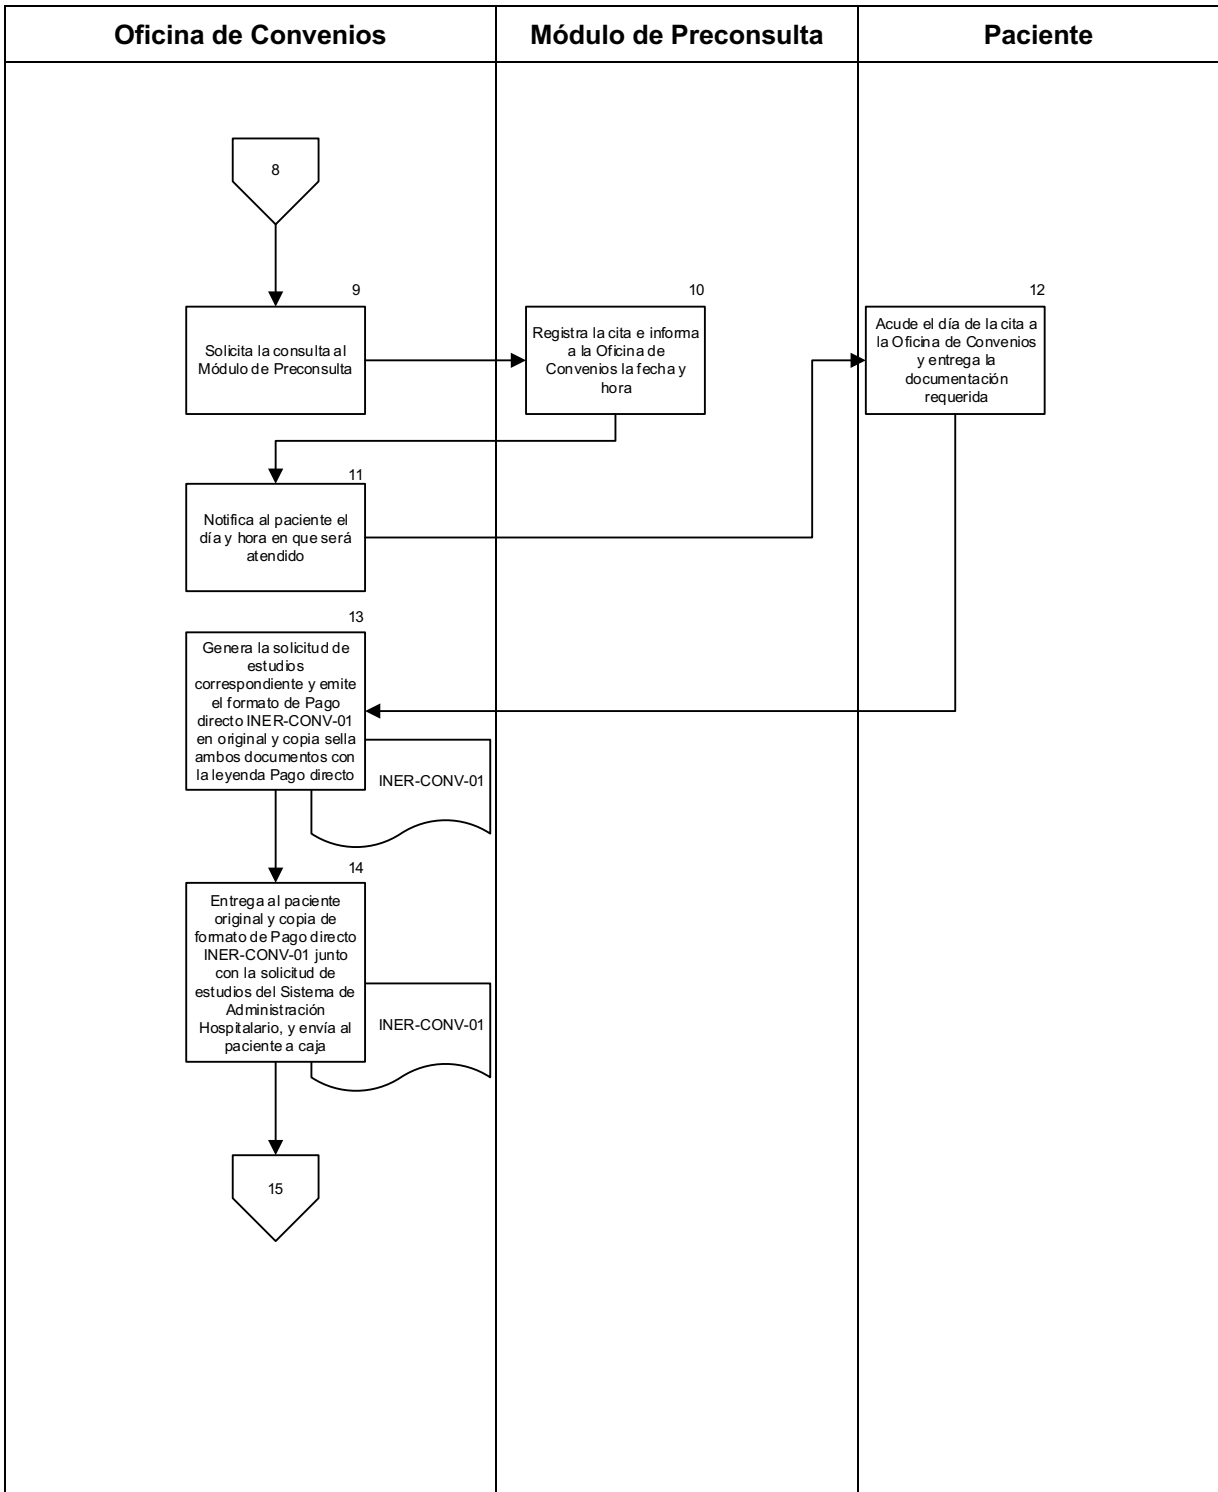 Oficina de Convenios
Módulo de Preconsulta
Paciente
8
9
Solicita la consulta al
Módulo de Preconsulta
10
Registra la cita e informa
a la Oficina de
Convenios la fecha y
hora
12
Acude el día de la cita a
la Oficina de Convenios
y entrega la
documentación
requerida
11
Notifica al paciente el
día y hora en que será
atendido
13
Genera la solicitud de
estudios
correspondiente y emite
el formato de Pago
directo INER-CONV-01
en original y copia sella
ambos documentos con
la leyenda Pago directo
INER-CONV-01
14
Entrega al paciente
original y copia de
formato de Pago directo
INER-CONV-01 junto
con la solicitud de
estudios del Sistema de
Administración
Hospitalario, y envía al
paciente a caja
INER-CONV-01
15